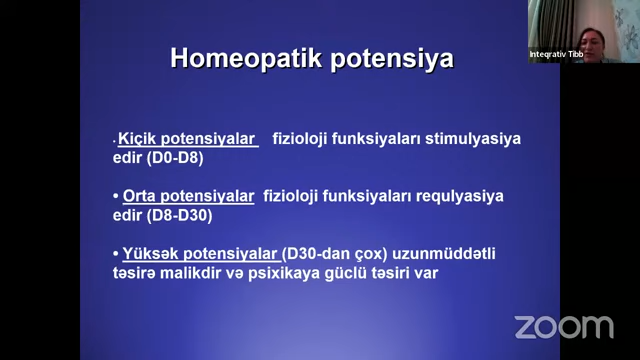 Inteqrativ Tibb
Homeopatik potensiya
• Kiçik potensiyalar fizioloji funksiyaları stimulyasiya
edir (D0-D8)
• Orta potensiyalar fizioloji funksiyaları requlyasiya
edir (D8-D30)
• Yüksək potensiyalar (D30-dan çox) uzunmüddətli
təsirə malikdir və psixikaya güclü təsiri var
zoom